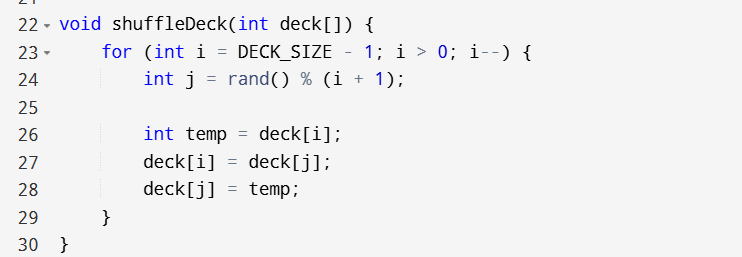 22 void shuffleDeck(int deck[]) {
23 for (int i = DECK_SIZE - 1; i > 0; i--) {
24 int j = rand() % (i + 1);
25
26 int temp = deck[i];
27 deck[i] = deck[j];
28 deck[j] = temp;
29 }
30 }